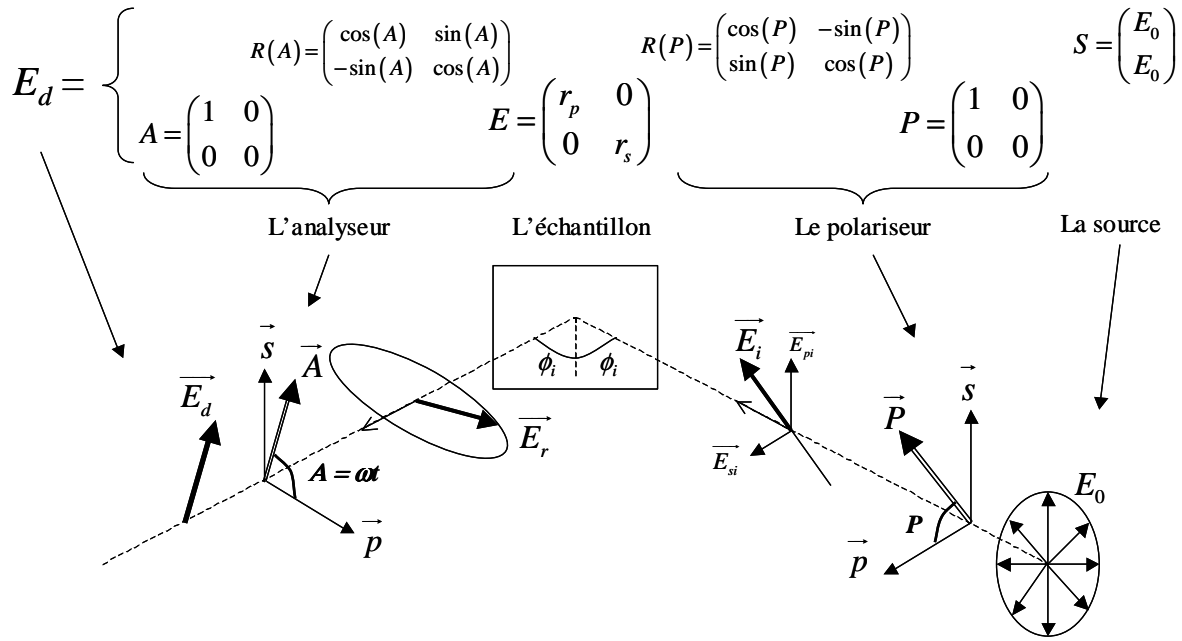 E_d = {
R(A) = ( cos(A) sin(A) / −sin(A) cos(A) )
A = ( 1 0 / 0 0 )
E = ( r_p 0 / 0 r_s )
R(P) = ( cos(P) −sin(P) / sin(P) cos(P) )
P = ( 1 0 / 0 0 )
S = ( E_0 / E_0 )
L'analyseur
L'échantillon
Le polariseur
La source
E_d
s
A
A = ωt
p
E_r
ϕ_i ϕ_i
E_i
E_pi
E_si
P
s
P
p
E_0